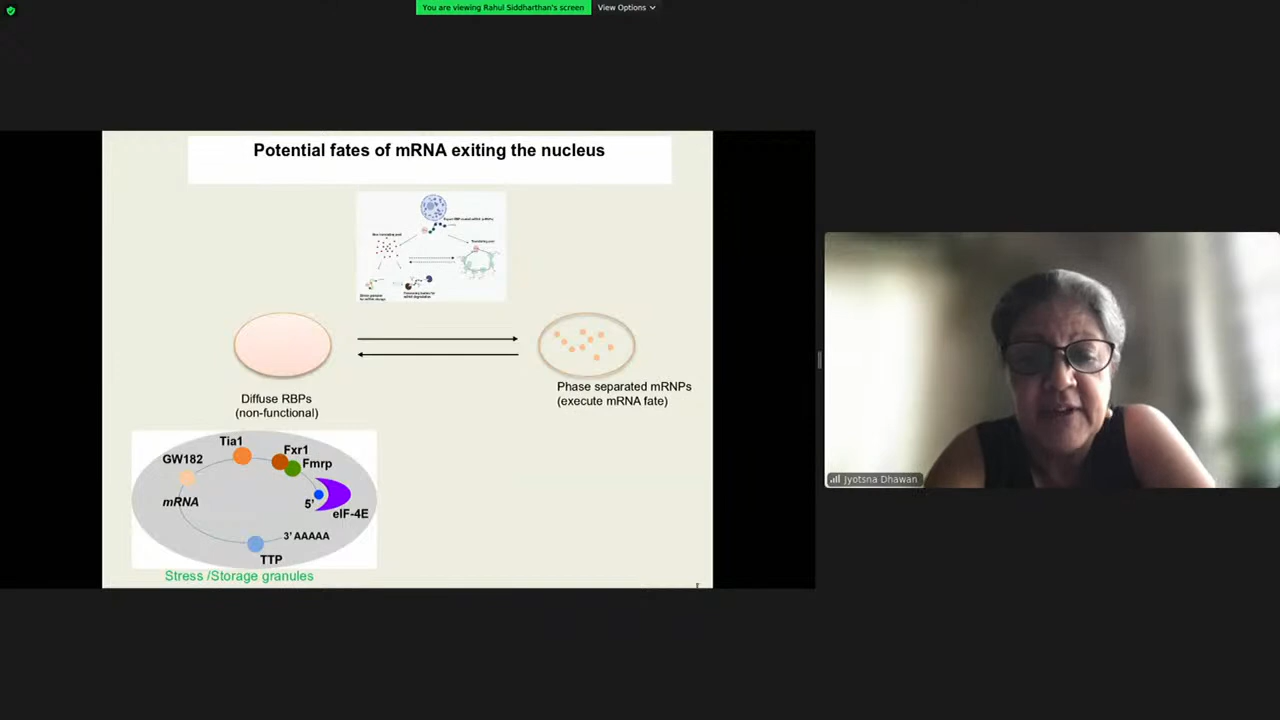 You are viewing Rahul Siddharthan's screen
View Options
Potential fates of mRNA exiting the nucleus
Diffuse RBPs
(non-functional)
Phase separated mRNPs
(execute mRNA fate)
Tia1
GW182
Fxr1
Fmrp
mRNA
5'
eIF-4E
3' AAAAA
TTP
Stress /Storage granules
Jyotsna Dhawan